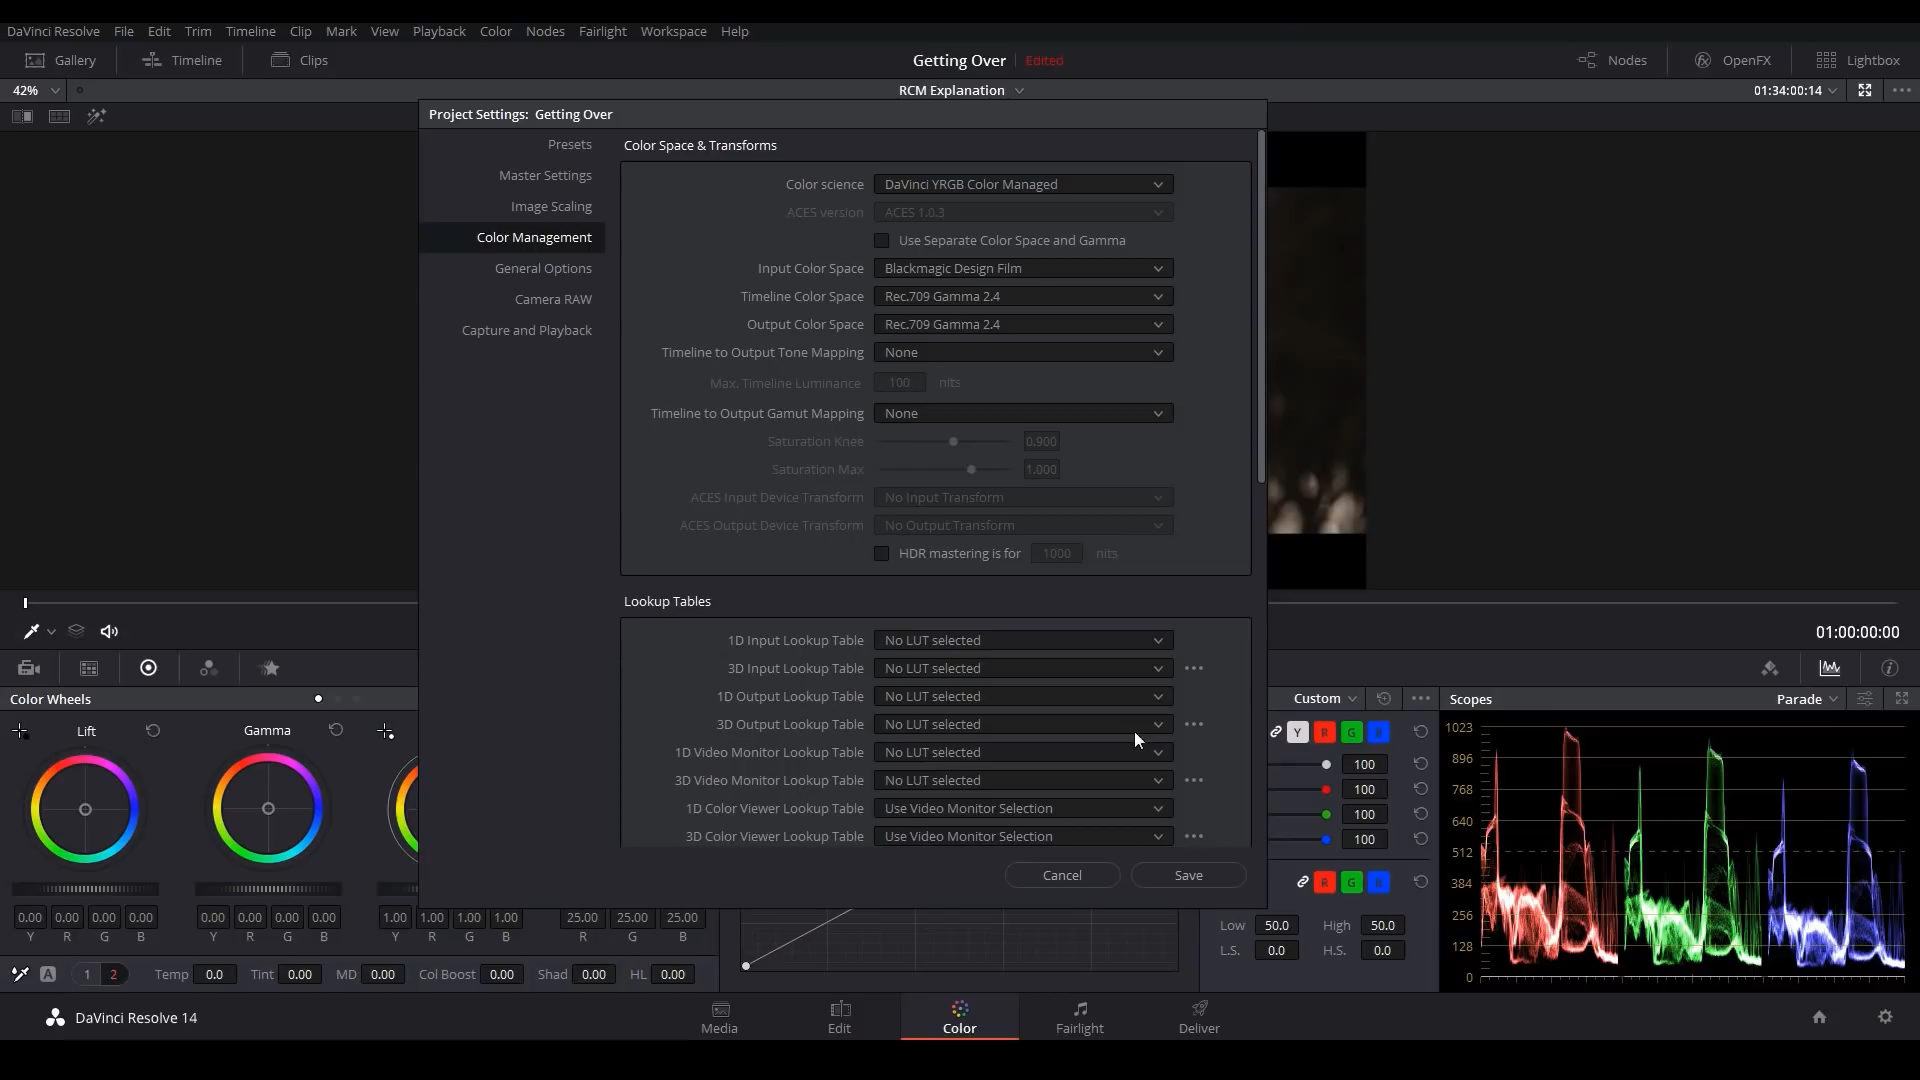 DaVinci Resolve File Edit Trim Timeline Clip Mark View Playback Color Nodes Fairlight Workspace Help
Gallery Timeline Clips Getting Over Edited Nodes OpenFX Lightbox
42% RCM Explanation 01:34:00:14
Project Settings: Getting Over
Presets
Master Settings
Image Scaling
Color Management
General Options
Camera RAW
Capture and Playback
Color Space & Transforms
Color science DaVinci YRGB Color Managed
ACES version ACES 1.0.3
Use Separate Color Space and Gamma
Input Color Space Blackmagic Design Film
Timeline Color Space Rec.709 Gamma 2.4
Output Color Space Rec.709 Gamma 2.4
Timeline to Output Tone Mapping None
Max. Timeline Luminance 100 nits
Timeline to Output Gamut Mapping None
Saturation Knee 0.900
Saturation Max 1.000
ACES Input Device Transform No Input Transform
ACES Output Device Transform No Output Transform
HDR mastering is for 1000 nits
Lookup Tables
1D Input Lookup Table No LUT selected
3D Input Lookup Table No LUT selected
1D Output Lookup Table No LUT selected
3D Output Lookup Table No LUT selected
1D Video Monitor Lookup Table No LUT selected
3D Video Monitor Lookup Table No LUT selected
1D Color Viewer Lookup Table Use Video Monitor Selection
3D Color Viewer Lookup Table Use Video Monitor Selection
Cancel Save
01:00:00:00
Color Wheels
Lift Gamma
0.00 0.00 0.00 0.00 0.00 0.00 0.00 0.00 1.00 1.00 1.00 1.00 25.00 25.00 25.00
Y R G B Y R G B Y R G B R G B
A 1 2 Temp 0.0 Tint 0.00 MD 0.00 Col Boost 0.00 Shad 0.00 HL 0.00
Custom
Y R G B
100
100
100
100
R G B
Low 50.0 High 50.0
L.S. 0.0 H.S. 0.0
Scopes Parade
1023
896
768
640
512
384
256
128
0
DaVinci Resolve 14 Media Edit Color Fairlight Deliver